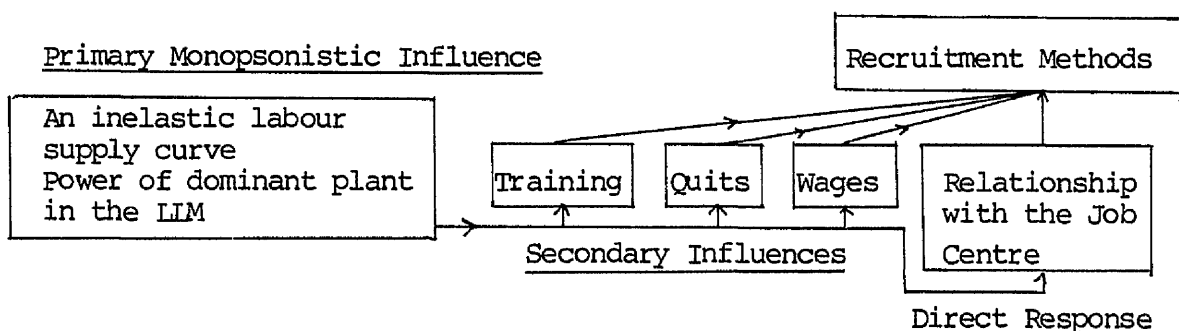 Primary Monopsonistic Influence
Recruitment Methods
An inelastic labour
supply curve
Power of dominant plant
in the LLM
Training
Quits
Wages
Relationship
with the Job
Centre
Secondary Influences
Direct Response